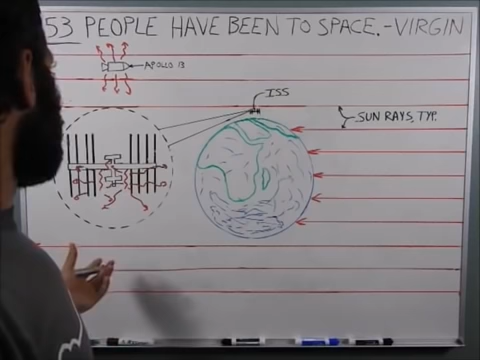 53 PEOPLE HAVE BEEN TO SPACE.-VIRGIN
APOLLO 13
ISS
SUN RAYS, TYP.